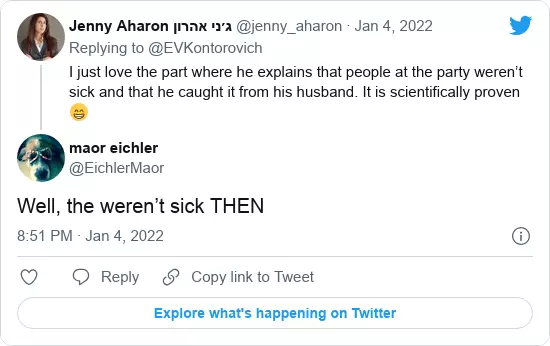 Jenny Aharon ג׳ני אהרון @jenny_aharon · Jan 4, 2022
Replying to @EVKontorovich
I just love the part where he explains that people at the party weren’t
sick and that he caught it from his husband. It is scientifically proven
😁
maor eichler
@EichlerMaor
Well, the weren’t sick THEN
8:51 PM · Jan 4, 2022
Reply
Copy link to Tweet
Explore what's happening on Twitter